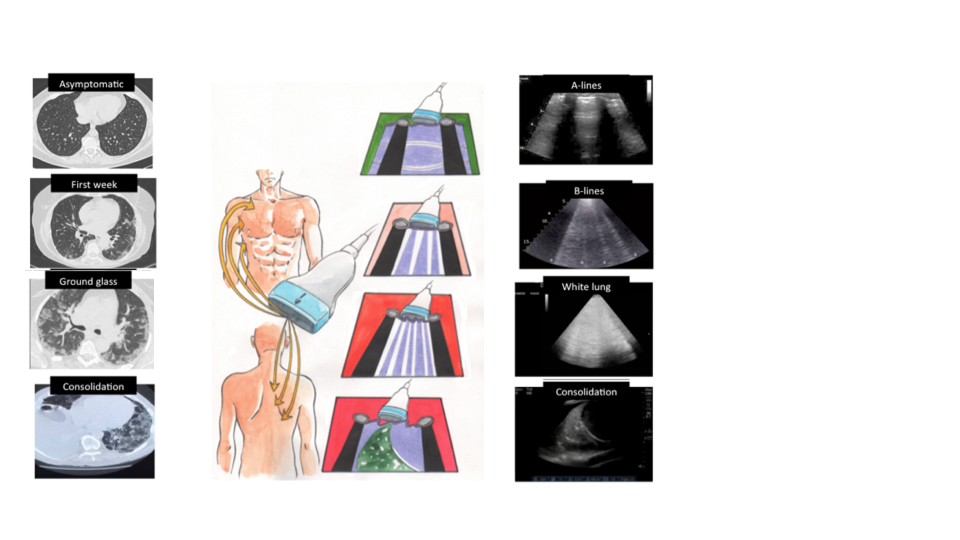 Asymptomatic
First week
Ground glass
Consolidation
A-lines
B-lines
White lung
Consolidation